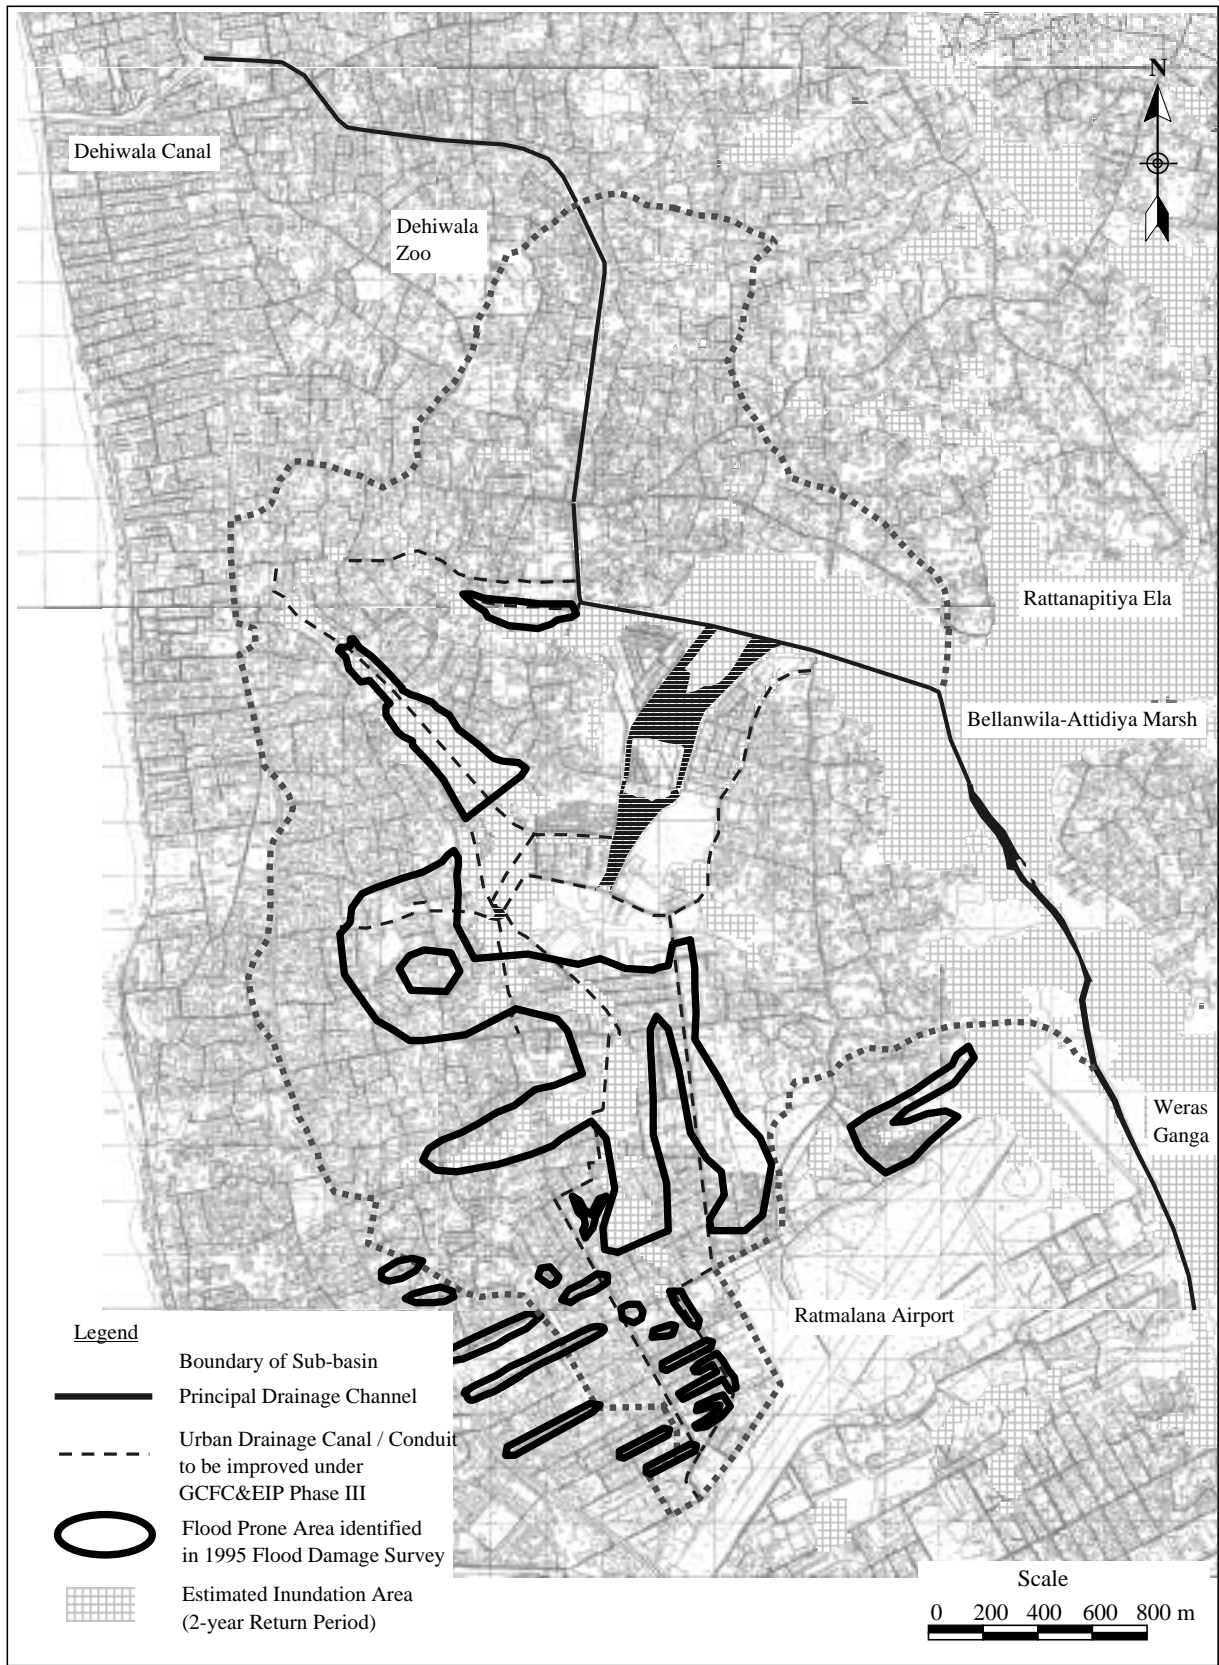 N
Dehiwala Canal
Dehiwala
Zoo
Rattanapitiya Ela
Bellanwila-Attidiya Marsh
Weras
Ganga
Ratmalana Airport
Legend
Boundary of Sub-basin
Principal Drainage Channel
Urban Drainage Canal / Conduit
to be improved under
GCFC&EIP Phase III
Flood Prone Area identified
in 1995 Flood Damage Survey
Estimated Inundation Area
(2-year Return Period)
Scale
0 200 400 600 800 m